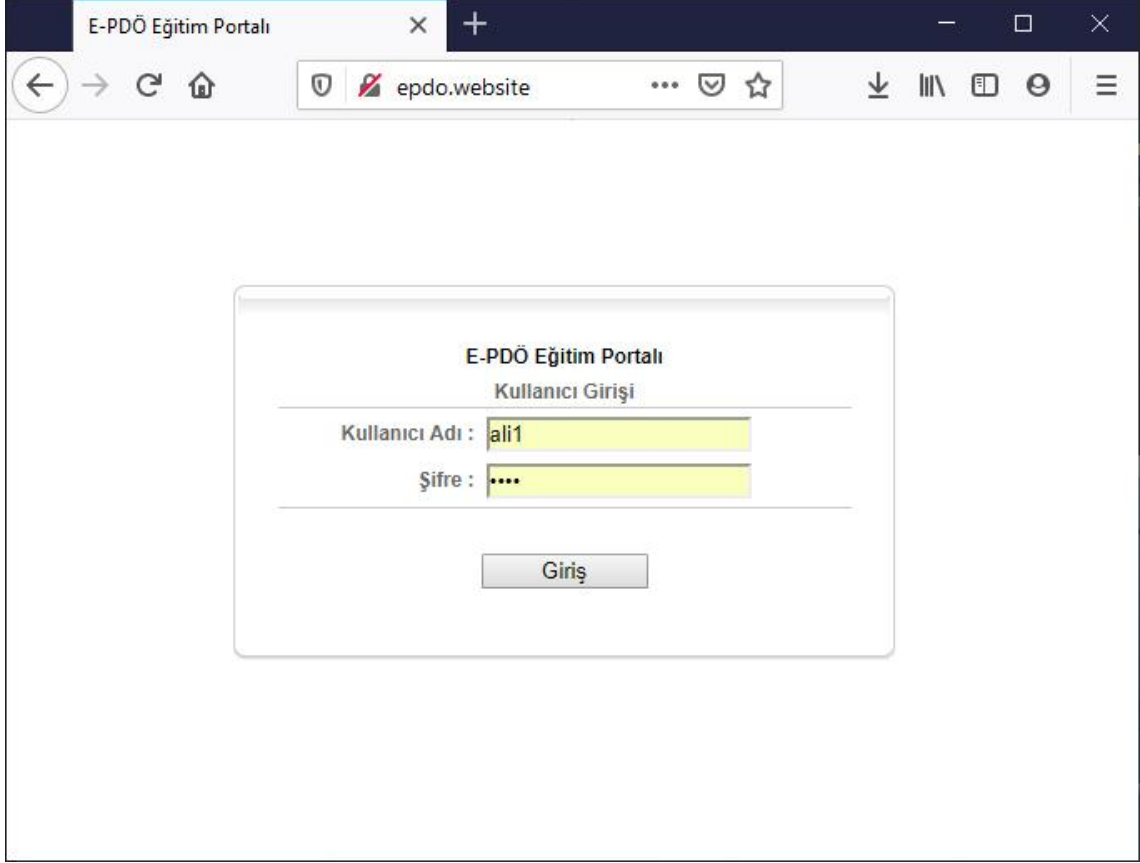 E-PDÖ Eğitim Portalı
epdo.website
E-PDÖ Eğitim Portalı
Kullanıcı Girişi
Kullanıcı Adı : ali1
Şifre : ••••
Giriş